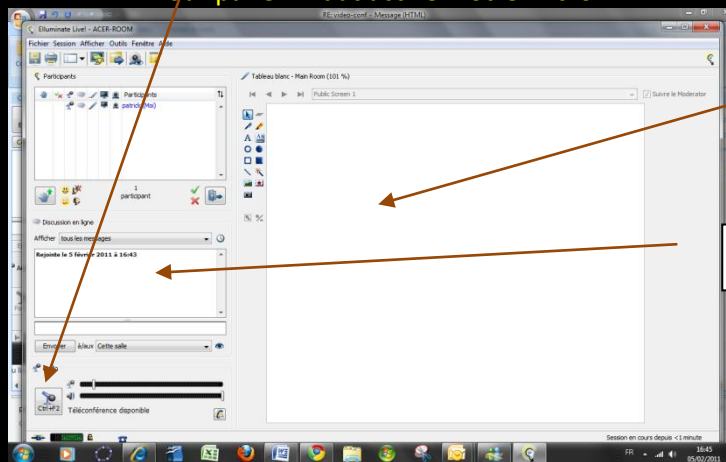 RE: video-conf - Message (HTML)
Elluminate Live! - ACER-ROOM
Fichier Session Afficher Outils Fenêtre Aide
Participants
Participants
patrick(Moi)
1
participant
Discussion en ligne
Afficher tous les messages
Rejointe le 5 février 2011 à 16:43
Envoyer à/aux Cette salle
Ctrl+F2
Téléconférence disponible
Tableau blanc - Main Room (101 %)
Public Screen 1
Suivre le Moderator
Session en cours depuis <1 minute
FR
16:45
05/02/2011